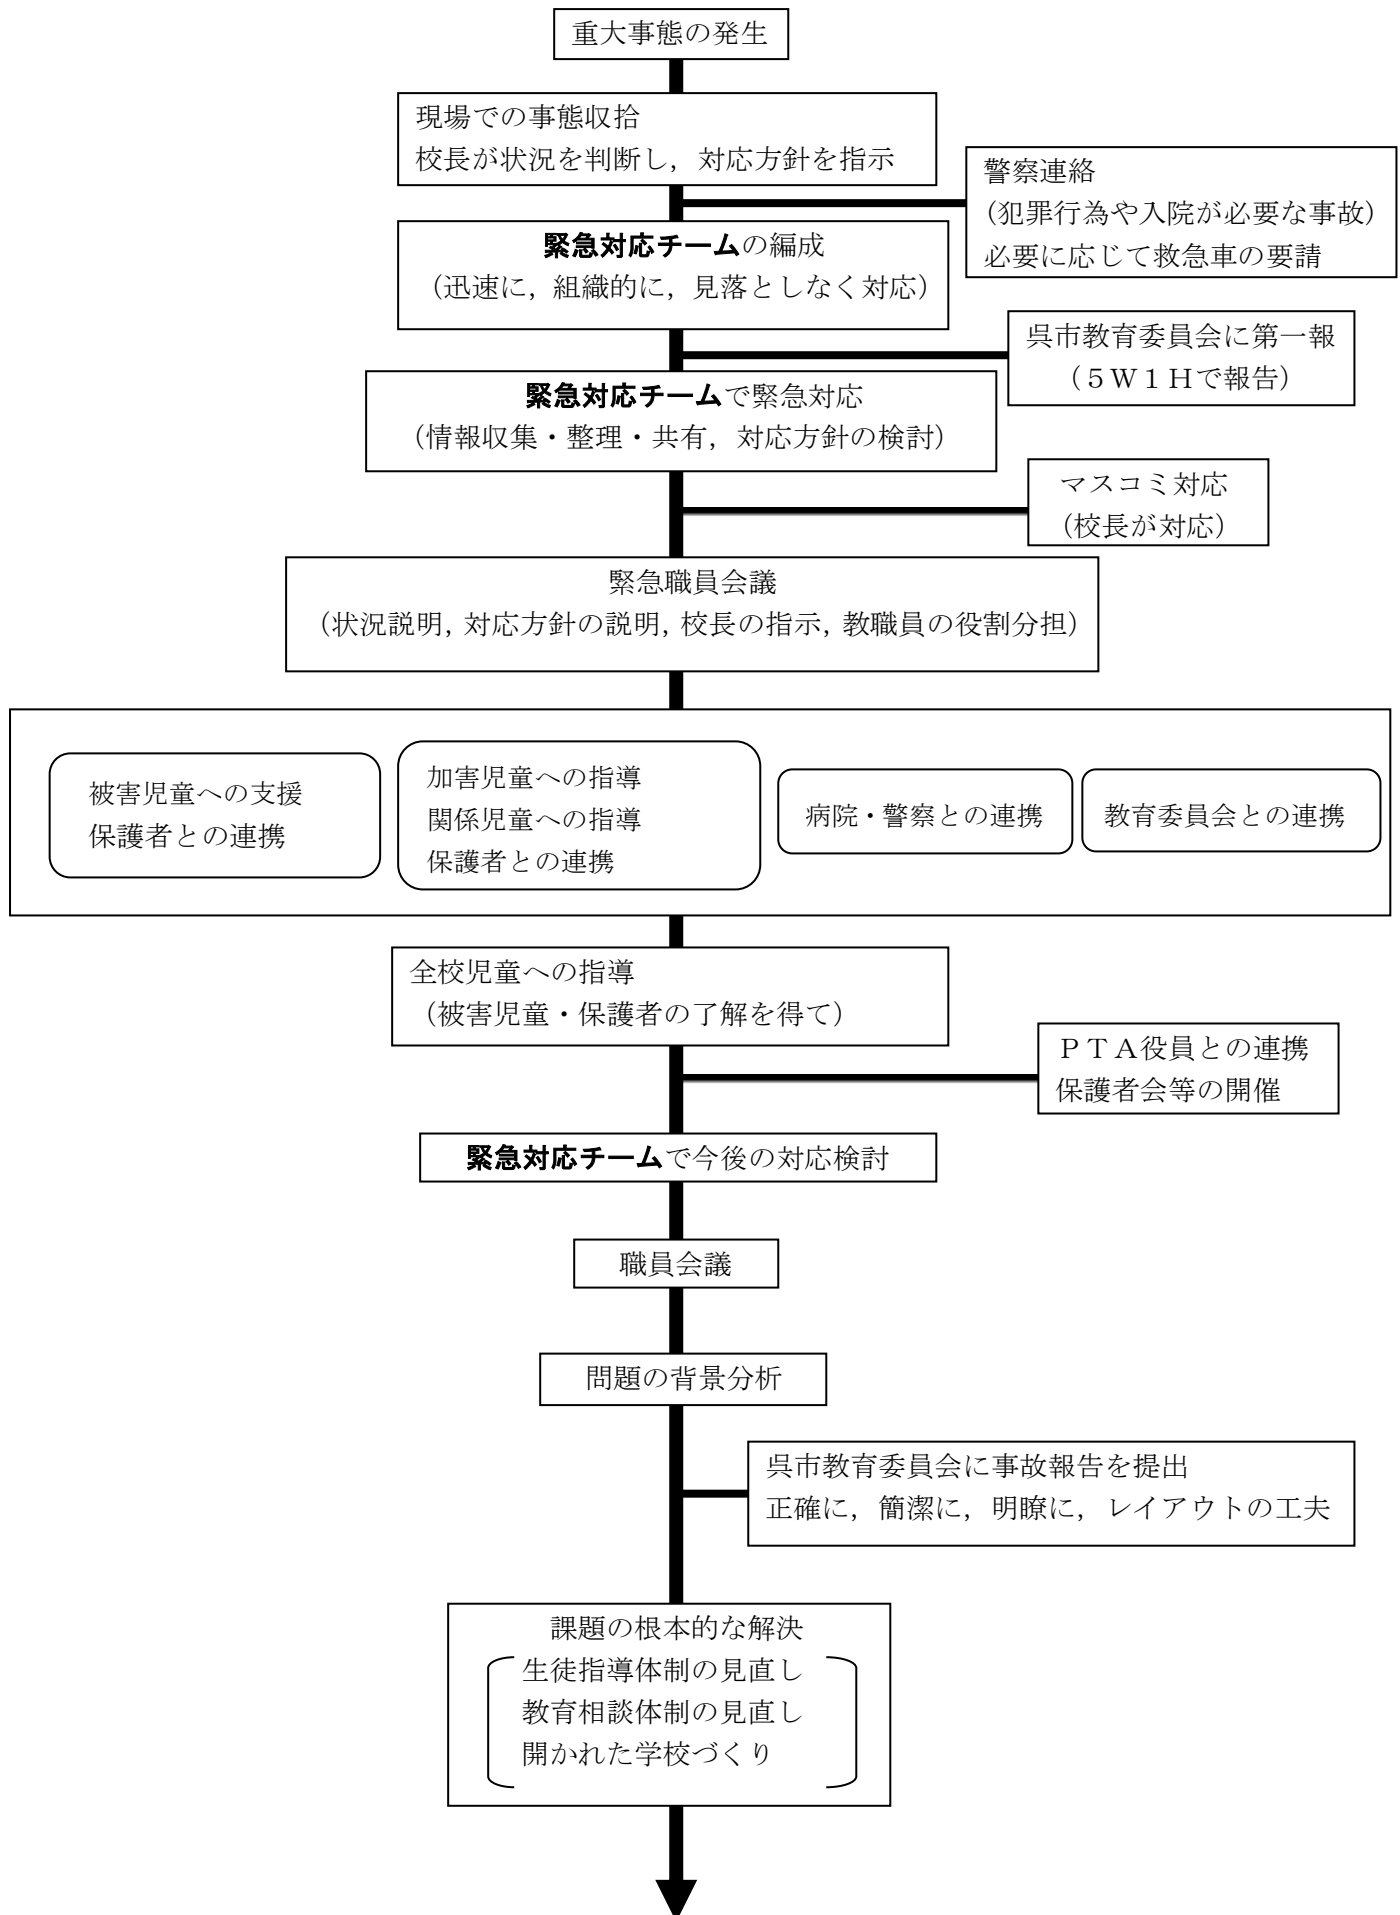 重大事態の発生
現場での事態収拾
校長が状況を判断し，対応方針を指示
警察連絡
（犯罪行為や入院が必要な事故）
必要に応じて救急車の要請
緊急対応チームの編成
（迅速に，組織的に，見落としなく対応）
呉市教育委員会に第一報
（５Ｗ１Ｈで報告）
緊急対応チームで緊急対応
（情報収集・整理・共有，対応方針の検討）
マスコミ対応
（校長が対応）
緊急職員会議
（状況説明，対応方針の説明，校長の指示，教職員の役割分担）
被害児童への支援
保護者との連携
加害児童への指導
関係児童への指導
保護者との連携
病院・警察との連携
教育委員会との連携
全校児童への指導
（被害児童・保護者の了解を得て）
ＰＴＡ役員との連携
保護者会等の開催
緊急対応チームで今後の対応検討
職員会議
問題の背景分析
呉市教育委員会に事故報告を提出
正確に，簡潔に，明瞭に，レイアウトの工夫
課題の根本的な解決
生徒指導体制の見直し
教育相談体制の見直し
開かれた学校づくり